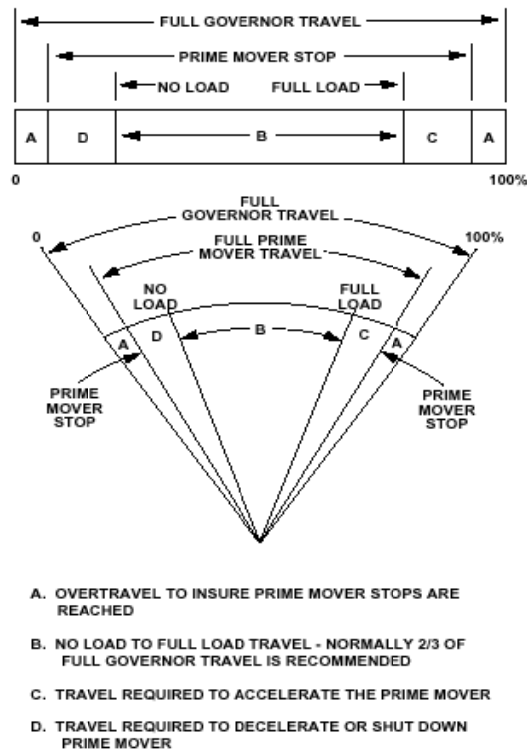 FULL GOVERNOR TRAVEL
PRIME MOVER STOP
NO LOAD FULL LOAD
A D B C A
0 100%
FULL
GOVERNOR TRAVEL
0 100%
FULL PRIME
MOVER TRAVEL
NO
LOAD
FULL
LOAD
A D B C A
PRIME
MOVER
STOP
PRIME
MOVER
STOP
A. OVERTRAVEL TO INSURE PRIME MOVER STOPS ARE
REACHED
B. NO LOAD TO FULL LOAD TRAVEL - NORMALLY 2/3 OF
FULL GOVERNOR TRAVEL IS RECOMMENDED
C. TRAVEL REQUIRED TO ACCELERATE THE PRIME MOVER
D. TRAVEL REQUIRED TO DECELERATE OR SHUT DOWN
PRIME MOVER